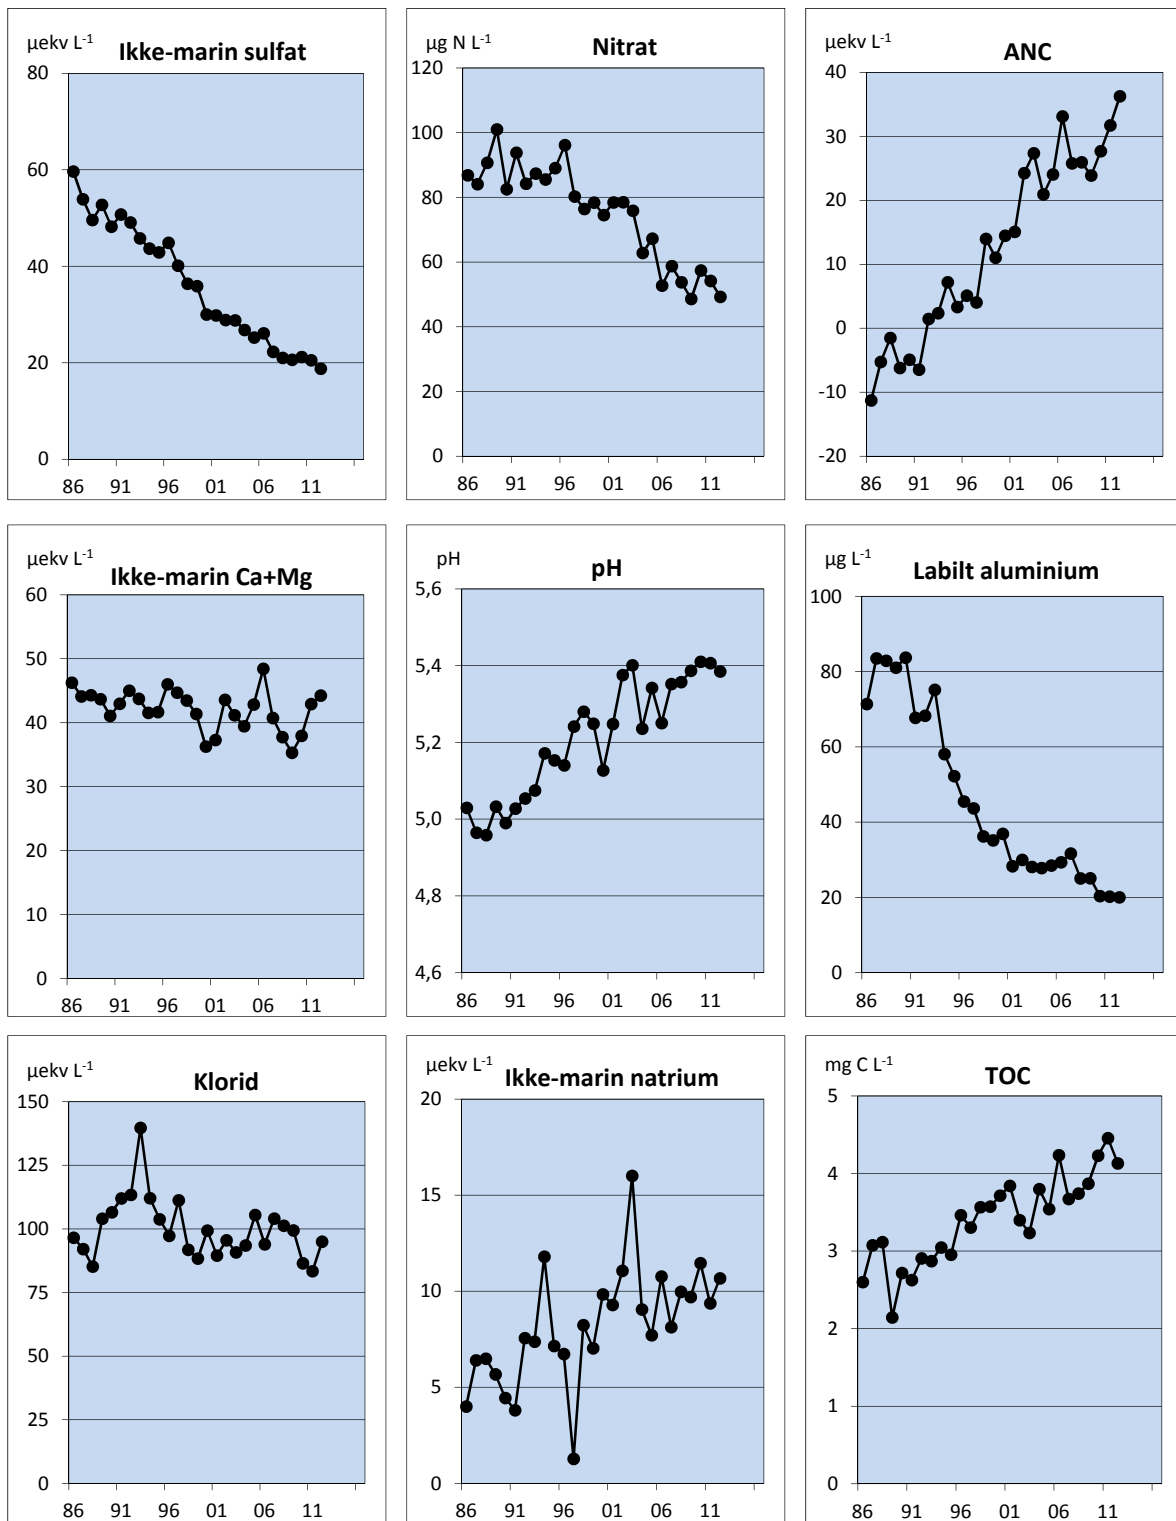 µekv L-1
Ikke-marin sulfat
80
60
40
20
0
86 91 96 01 06 11
µg N L-1
Nitrat
120
100
80
60
40
20
0
86 91 96 01 06 11
µekv L-1
ANC
40
30
20
10
0
-10
-20
86 91 96 01 06 11
µekv L-1
Ikke-marin Ca+Mg
60
50
40
30
20
10
0
86 91 96 01 06 11
pH
pH
5,6
5,4
5,2
5,0
4,8
4,6
86 91 96 01 06 11
µg L-1
Labilt aluminium
100
80
60
40
20
0
86 91 96 01 06 11
µekv L-1
Klorid
150
125
100
75
50
25
0
86 91 96 01 06 11
µekv L-1
Ikke-marin natrium
20
15
10
5
0
86 91 96 01 06 11
mg C L-1
TOC
5
4
3
2
1
0
86 91 96 01 06 11